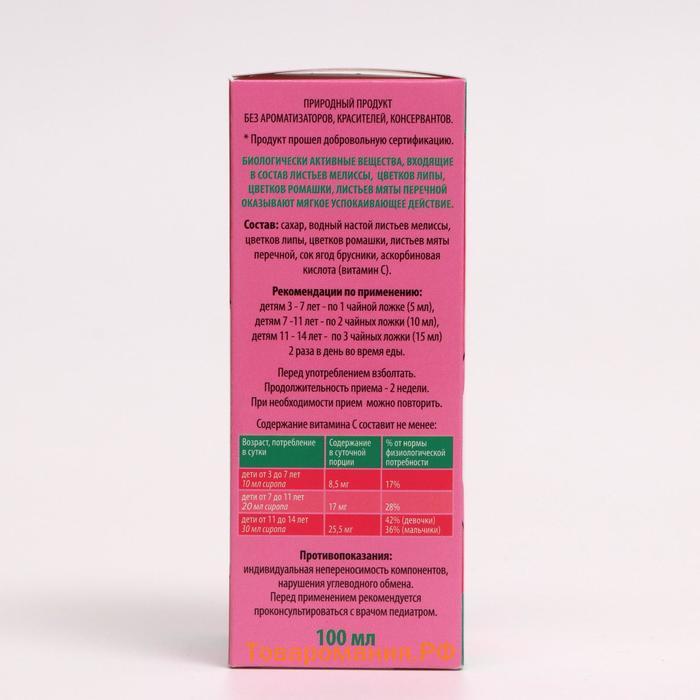 ПРИРОДНЫЙ ПРОДУКТ
БЕЗ АРОМАТИЗАТОРОВ, КРАСИТЕЛЕЙ, КОНСЕРВАНТОВ.
* Продукт прошел добровольную сертификацию.
БИОЛОГИЧЕСКИ АКТИВНЫЕ ВЕЩЕСТВА, ВХОДЯЩИЕ
В СОСТАВ ЛИСТЬЕВ МЕЛИССЫ, ЦВЕТКОВ ЛИПЫ,
ЦВЕТКОВ РОМАШКИ, ЛИСТЬЕВ МЯТЫ ПЕРЕЧНОЙ
ОКАЗЫВАЮТ МЯГКОЕ УСПОКАИВАЮЩЕЕ ДЕЙСТВИЕ.
Состав: сахар, водный настой листьев мелиссы,
цветков липы, цветков ромашки, листьев мяты
перечной, сок ягод брусники, аскорбиновая
кислота (витамин С).
Рекомендации по применению:
детям 3 - 7 лет - по 1 чайной ложке (5 мл),
детям 7 -11 лет - по 2 чайных ложки (10 мл),
детям 11 - 14 лет - по 3 чайных ложки (15 мл)
2 раза в день во время еды.
Перед употреблением взболтать.
Продолжительность приема - 2 недели.
При необходимости прием можно повторить.
Содержание витамина С составит не менее:
Возраст, потребление в сутки | Содержание в суточной порции | % от нормы физиологической потребности
дети от 3 до 7 лет 10 мл сиропа | 8,5 мг | 17%
дети от 7 до 11 лет 20 мл сиропа | 17 мг | 28%
дети от 11 до 14 лет 30 мл сиропа | 25,5 мг | 42% (девочки) 36% (мальчики)
Противопоказания:
индивидуальная непереносимость компонентов,
нарушения углеводного обмена.
Перед применением рекомендуется
проконсультироваться с врачом педиатром.
100 мл
Товаромания.РФ